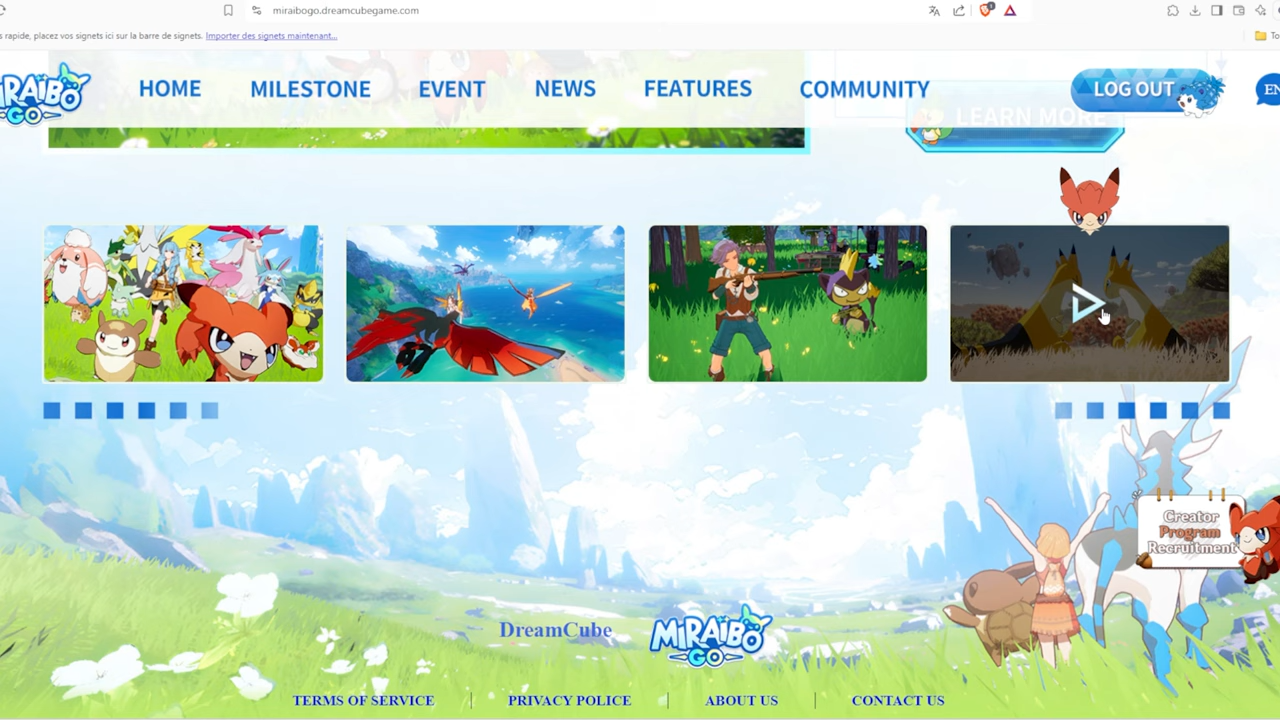 miraibogo.dreamcubegame.com
s rapide, placez vos signets ici sur la barre de signets. Importer des signets maintenant...
To
MIRAIBO
GO
HOME
MILESTONE
EVENT
NEWS
FEATURES
COMMUNITY
LOG OUT
EN
LEARN MORE
Creator
Program
Recruitment
DreamCube
MIRAIBO
GO
TERMS OF SERVICE
PRIVACY POLICE
ABOUT US
CONTACT US